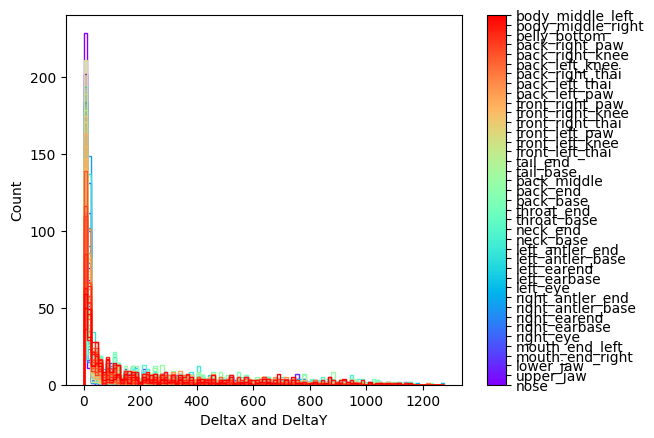 200
150
100
50
0
Count
0
200
400
600
800
1000
1200
DeltaX and DeltaY
body_middle_left
body_middle_right
belly_bottom
back_right_paw
back_right_knee
back_left_knee
back_right_thai
back_left_thai
back_left_paw
front_right_paw
front_right_knee
front_right_thai
front_left_paw
front_left_knee
front_left_thai
tail_end
tail_base
back_middle
back_end
back_base
throat_end
throat_base
neck_end
neck_base
left_antler_end
left_antler_base
left_earend
left_earbase
left_eye
right_antler_end
right_antler_base
right_earend
right_earbase
right_eye
mouth_end_left
mouth_end_right
lower_jaw
upper_jaw
nose